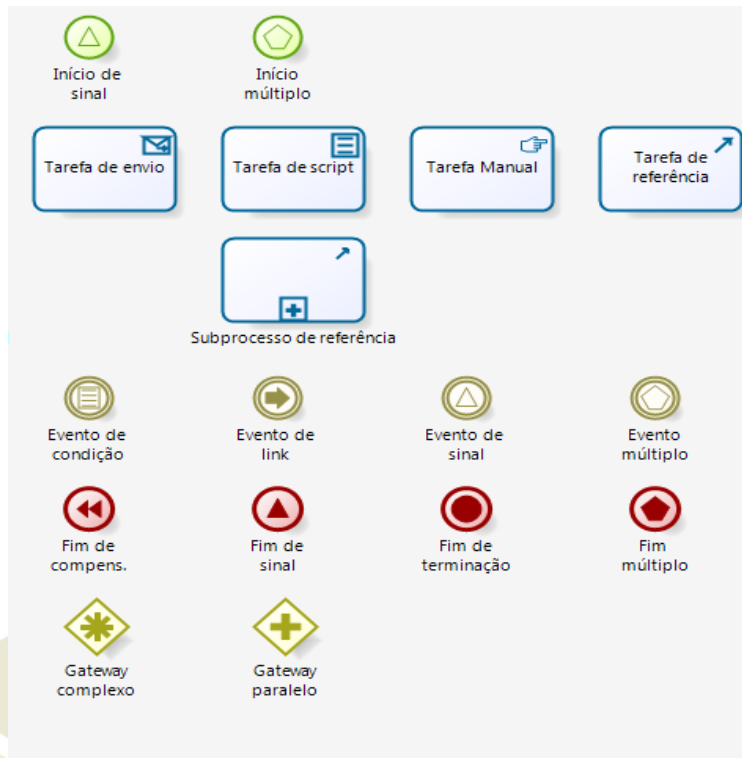 Início de
sinal
Início
múltiplo
Tarefa de envio
Tarefa de script
Tarefa Manual
Tarefa de
referência
Subprocesso de referência
Evento de
condição
Evento de
link
Evento de
sinal
Evento
múltiplo
Fim de
compens.
Fim de
sinal
Fim de
terminação
Fim
múltiplo
Gateway
complexo
Gateway
paralelo